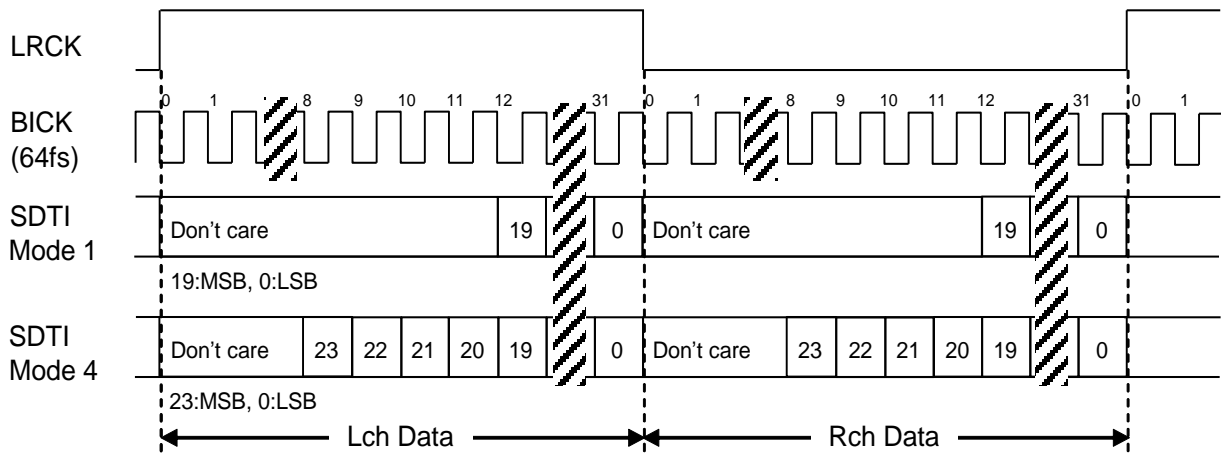 LRCK
0 1 8 9 10 11 12 31 0 1 8 9 10 11 12 31 0 1
BICK
(64fs)
SDTI
Mode 1
Don't care 19 0 Don't care 19 0
19:MSB, 0:LSB
SDTI
Mode 4
Don't care 23 22 21 20 19 0 Don't care 23 22 21 20 19 0
23:MSB, 0:LSB
Lch Data Rch Data